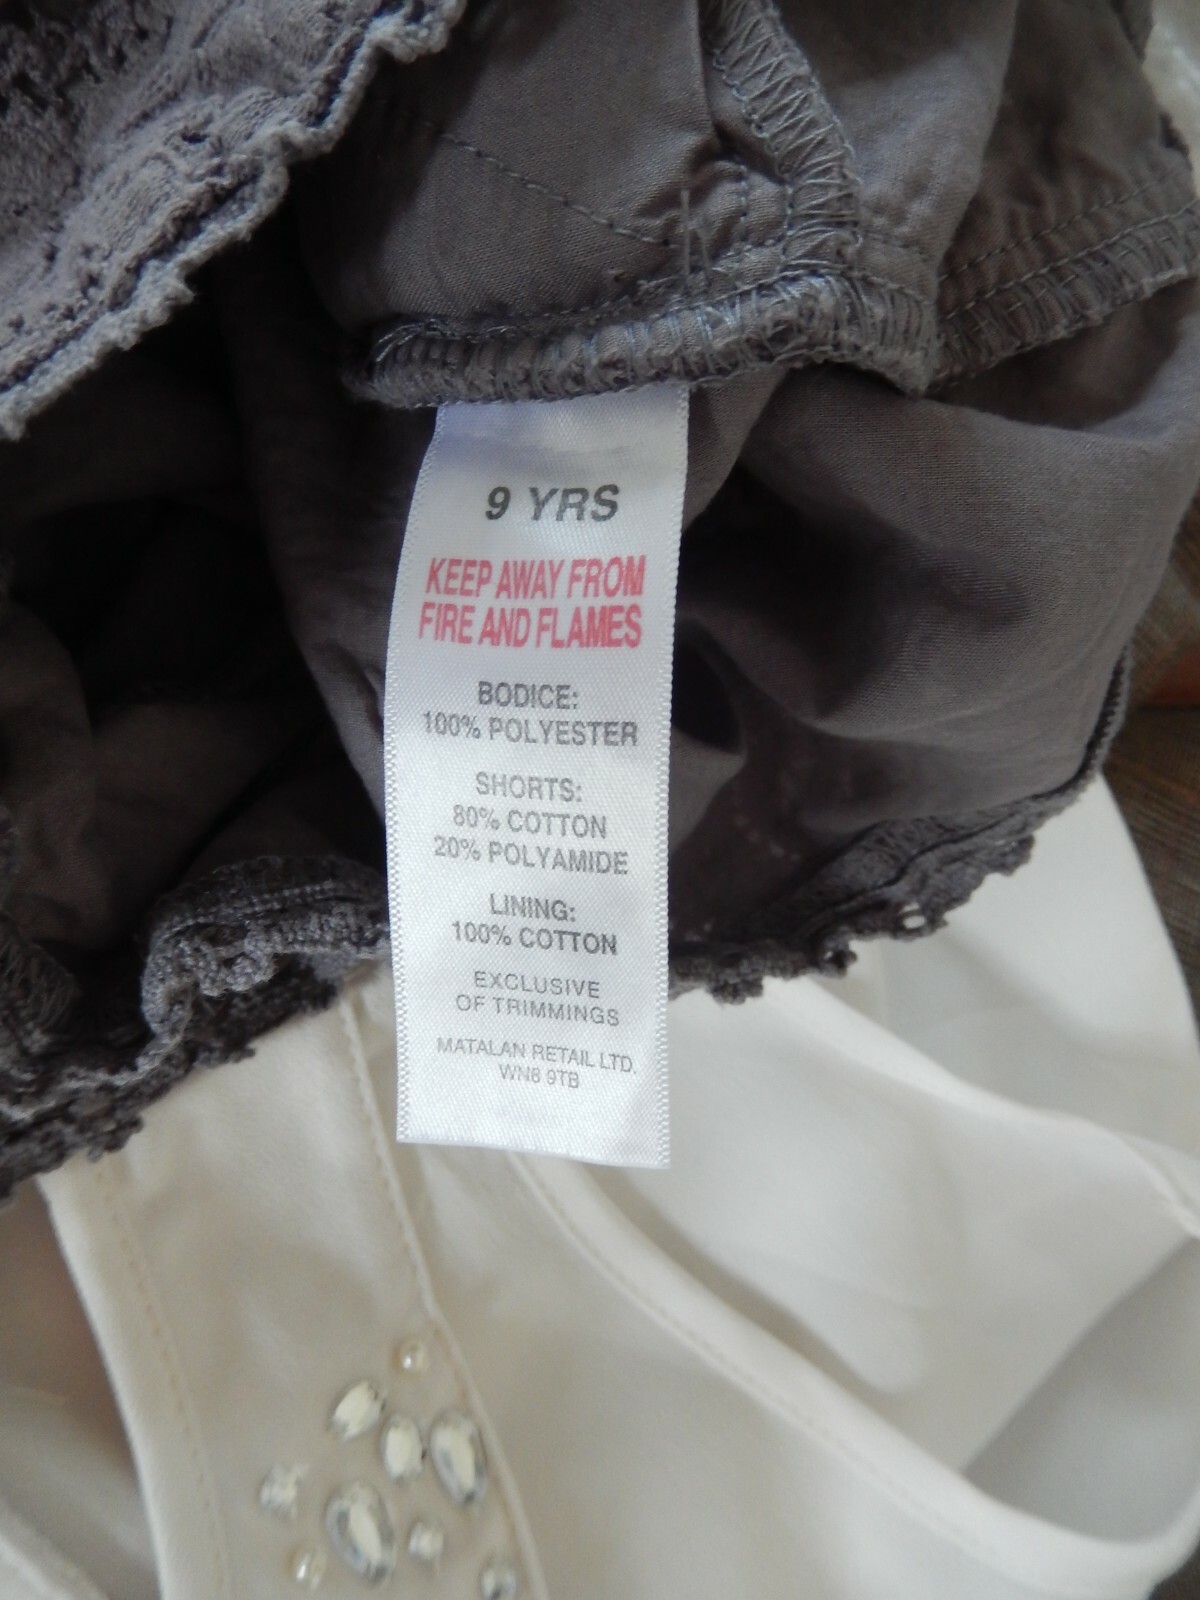 9 YRS
KEEP AWAY FROM
FIRE AND FLAMES
BODICE:
100% POLYESTER
SHORTS:
80% COTTON
20% POLYAMIDE
LINING:
100% COTTON
EXCLUSIVE
OF TRIMMINGS
MATALAN RETAIL LTD.
WN8 9TB